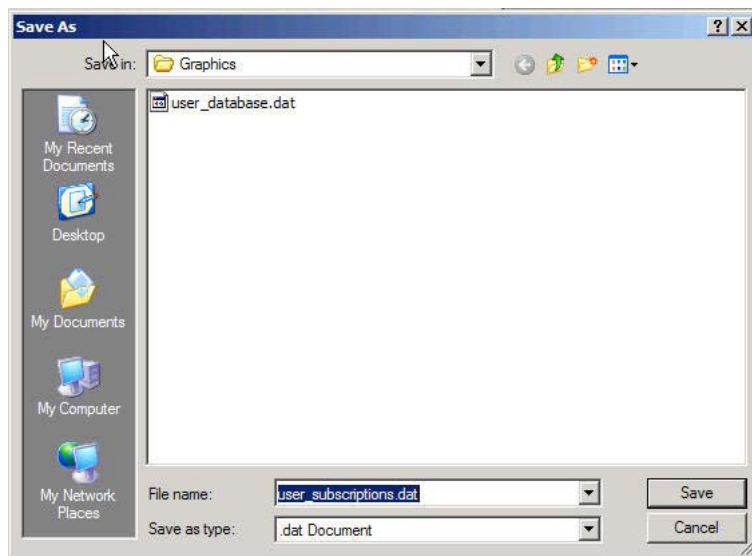 Save As
Save in:
Graphics
user_database.dat
My Recent
Documents
Desktop
My Documents
My Computer
My Network
Places
File name:
user_subscriptions.dat
Save
Save as type:
.dat Document
Cancel